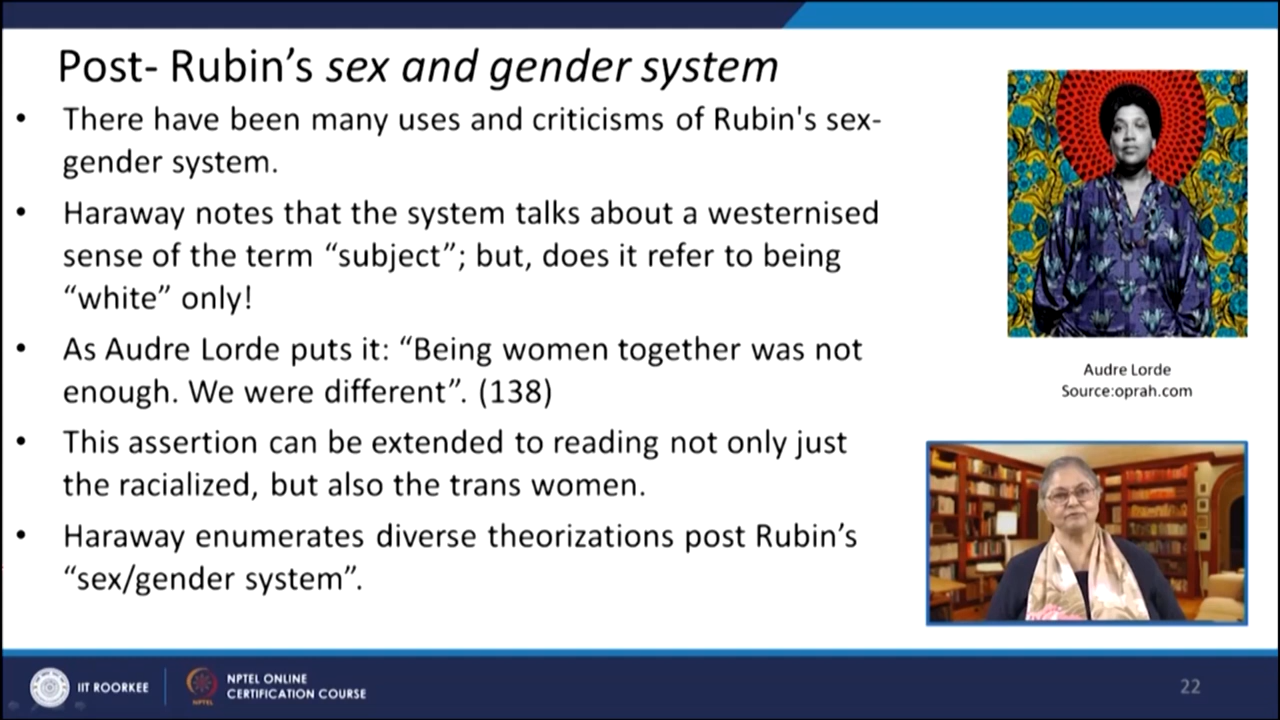 Post- Rubin's sex and gender system
• There have been many uses and criticisms of Rubin's sex-
gender system.
• Haraway notes that the system talks about a westernised
sense of the term “subject”; but, does it refer to being
“white” only!
• As Audre Lorde puts it: “Being women together was not
enough. We were different”. (138)
• This assertion can be extended to reading not only just
the racialized, but also the trans women.
• Haraway enumerates diverse theorizations post Rubin’s
“sex/gender system”.
Audre Lorde
Source:oprah.com
IIT ROORKEE
NPTEL
NPTEL ONLINE
CERTIFICATION COURSE
22